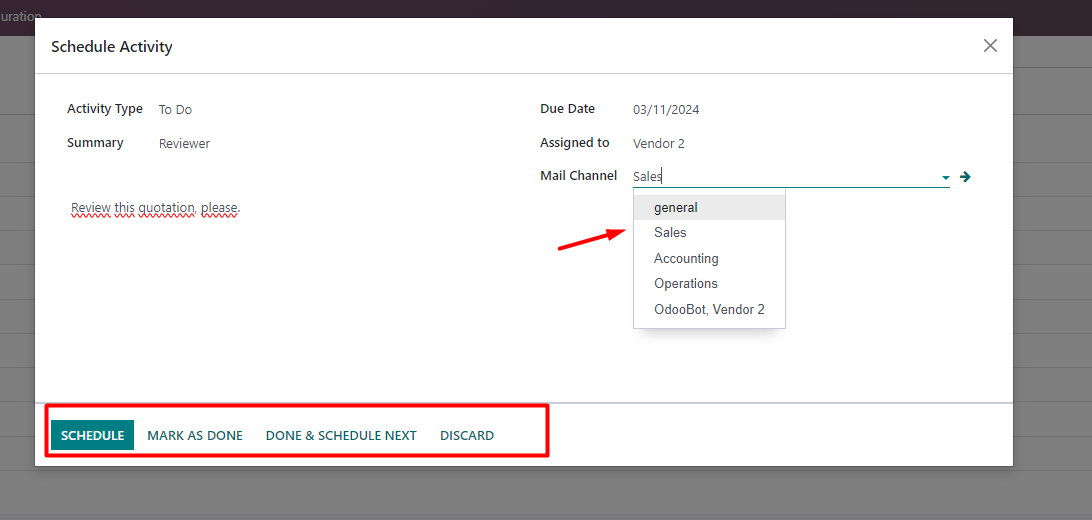 uration
Schedule Activity
Activity Type To Do
Summary Reviewer
Due Date 03/11/2024
Assigned to Vendor 2
Mail Channel Sales
Review this quotation, please.
general
Sales
Accounting
Operations
OdooBot, Vendor 2
SCHEDULE MARK AS DONE DONE & SCHEDULE NEXT DISCARD